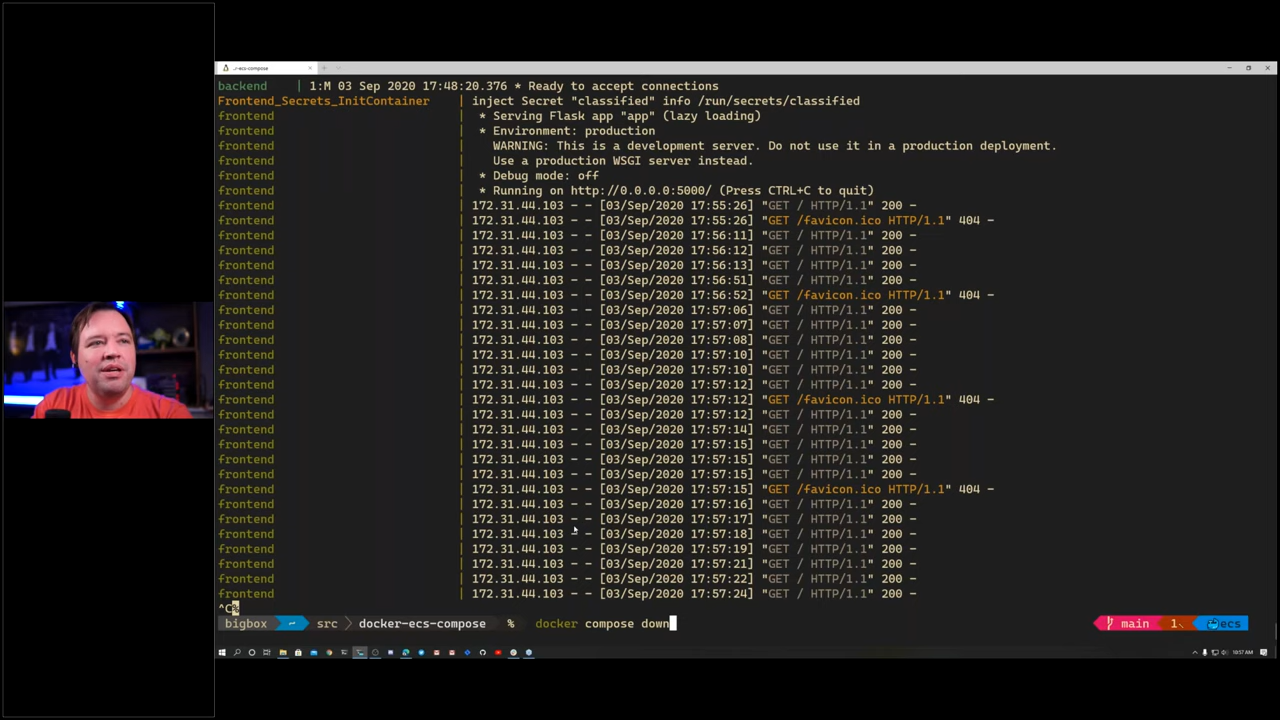 -ecs-compose
backend | 1:M 03 Sep 2020 17:48:20.376 * Ready to accept connections
Frontend_Secrets_InitContainer | inject Secret "classified" info /run/secrets/classified
frontend | * Serving Flask app "app" (lazy loading)
frontend | * Environment: production
frontend | WARNING: This is a development server. Do not use it in a production deployment.
frontend | Use a production WSGI server instead.
frontend | * Debug mode: off
frontend | * Running on http://0.0.0.0:5000/ (Press CTRL+C to quit)
frontend | 172.31.44.103 - - [03/Sep/2020 17:55:26] "GET / HTTP/1.1" 200 -
frontend | 172.31.44.103 - - [03/Sep/2020 17:55:26] "GET /favicon.ico HTTP/1.1" 404 -
frontend | 172.31.44.103 - - [03/Sep/2020 17:56:11] "GET / HTTP/1.1" 200 -
frontend | 172.31.44.103 - - [03/Sep/2020 17:56:12] "GET / HTTP/1.1" 200 -
frontend | 172.31.44.103 - - [03/Sep/2020 17:56:13] "GET / HTTP/1.1" 200 -
frontend | 172.31.44.103 - - [03/Sep/2020 17:56:51] "GET / HTTP/1.1" 200 -
frontend | 172.31.44.103 - - [03/Sep/2020 17:56:52] "GET /favicon.ico HTTP/1.1" 404 -
frontend | 172.31.44.103 - - [03/Sep/2020 17:57:06] "GET / HTTP/1.1" 200 -
frontend | 172.31.44.103 - - [03/Sep/2020 17:57:07] "GET / HTTP/1.1" 200 -
frontend | 172.31.44.103 - - [03/Sep/2020 17:57:08] "GET / HTTP/1.1" 200 -
frontend | 172.31.44.103 - - [03/Sep/2020 17:57:10] "GET / HTTP/1.1" 200 -
frontend | 172.31.44.103 - - [03/Sep/2020 17:57:10] "GET / HTTP/1.1" 200 -
frontend | 172.31.44.103 - - [03/Sep/2020 17:57:12] "GET / HTTP/1.1" 200 -
frontend | 172.31.44.103 - - [03/Sep/2020 17:57:12] "GET /favicon.ico HTTP/1.1" 404 -
frontend | 172.31.44.103 - - [03/Sep/2020 17:57:12] "GET / HTTP/1.1" 200 -
frontend | 172.31.44.103 - - [03/Sep/2020 17:57:14] "GET / HTTP/1.1" 200 -
frontend | 172.31.44.103 - - [03/Sep/2020 17:57:15] "GET / HTTP/1.1" 200 -
frontend | 172.31.44.103 - - [03/Sep/2020 17:57:15] "GET / HTTP/1.1" 200 -
frontend | 172.31.44.103 - - [03/Sep/2020 17:57:15] "GET / HTTP/1.1" 200 -
frontend | 172.31.44.103 - - [03/Sep/2020 17:57:15] "GET /favicon.ico HTTP/1.1" 404 -
frontend | 172.31.44.103 - - [03/Sep/2020 17:57:16] "GET / HTTP/1.1" 200 -
frontend | 172.31.44.103 - - [03/Sep/2020 17:57:17] "GET / HTTP/1.1" 200 -
frontend | 172.31.44.103 - - [03/Sep/2020 17:57:18] "GET / HTTP/1.1" 200 -
frontend | 172.31.44.103 - - [03/Sep/2020 17:57:19] "GET / HTTP/1.1" 200 -
frontend | 172.31.44.103 - - [03/Sep/2020 17:57:21] "GET / HTTP/1.1" 200 -
frontend | 172.31.44.103 - - [03/Sep/2020 17:57:22] "GET / HTTP/1.1" 200 -
frontend | 172.31.44.103 - - [03/Sep/2020 17:57:24] "GET / HTTP/1.1" 200 -
^C%
bigbox ~ src docker-ecs-compose % docker compose down main 1 ecs
10:57 AM